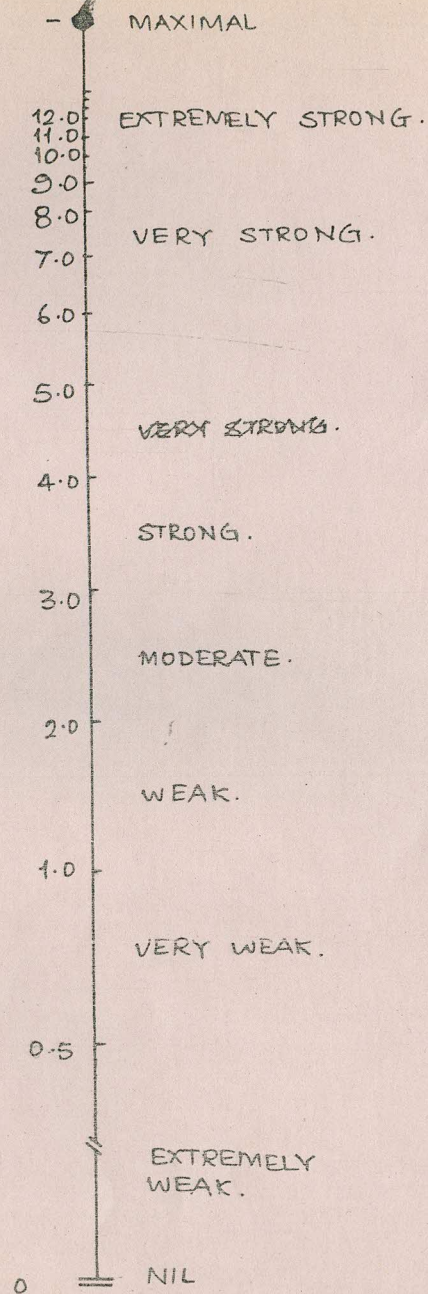 - MAXIMAL
12.0 EXTREMELY STRONG.
11.0
10.0
9.0
8.0
VERY STRONG.
7.0
6.0
5.0
VERY STRONG.
4.0
STRONG.
3.0
MODERATE.
2.0
WEAK.
1.0
VERY WEAK.
0.5
EXTREMELY
WEAK.
0 NIL